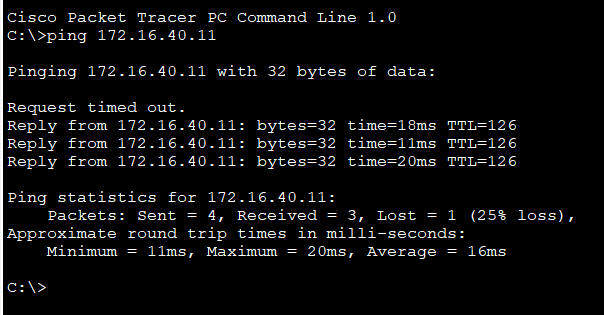 Cisco Packet Tracer PC Command Line 1.0
C:\>ping 172.16.40.11
Pinging 172.16.40.11 with 32 bytes of data:
Request timed out.
Reply from 172.16.40.11: bytes=32 time=18ms TTL=126
Reply from 172.16.40.11: bytes=32 time=11ms TTL=126
Reply from 172.16.40.11: bytes=32 time=20ms TTL=126
Ping statistics for 172.16.40.11:
Packets: Sent = 4, Received = 3, Lost = 1 (25% loss),
Approximate round trip times in milli-seconds:
Minimum = 11ms, Maximum = 20ms, Average = 16ms
C:\>